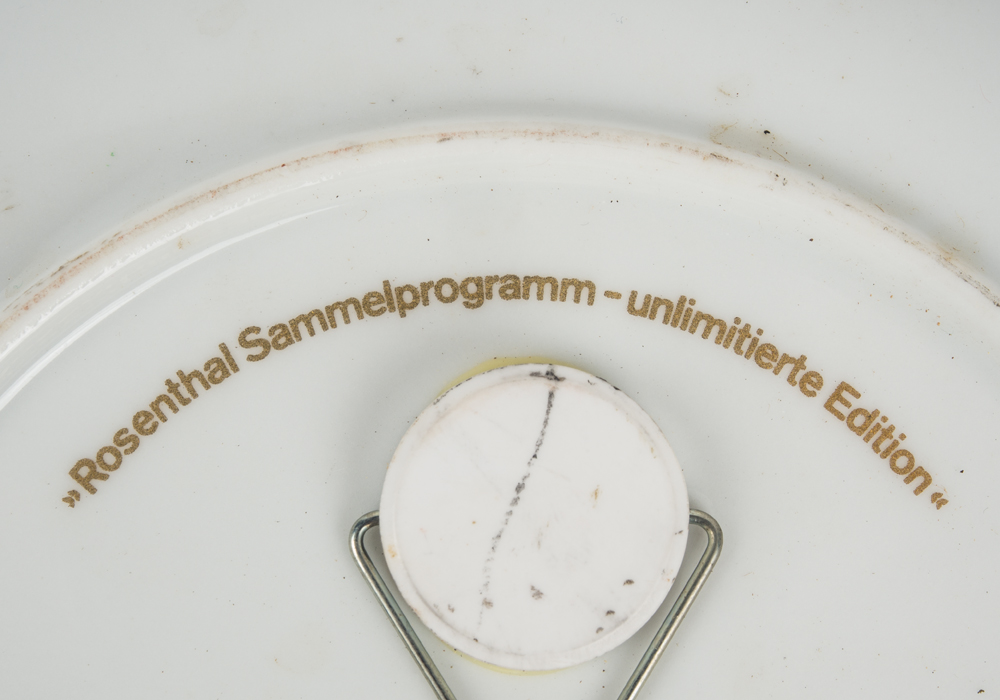 »Rosenthal Sammelprogramm - unlimitierte Edition«